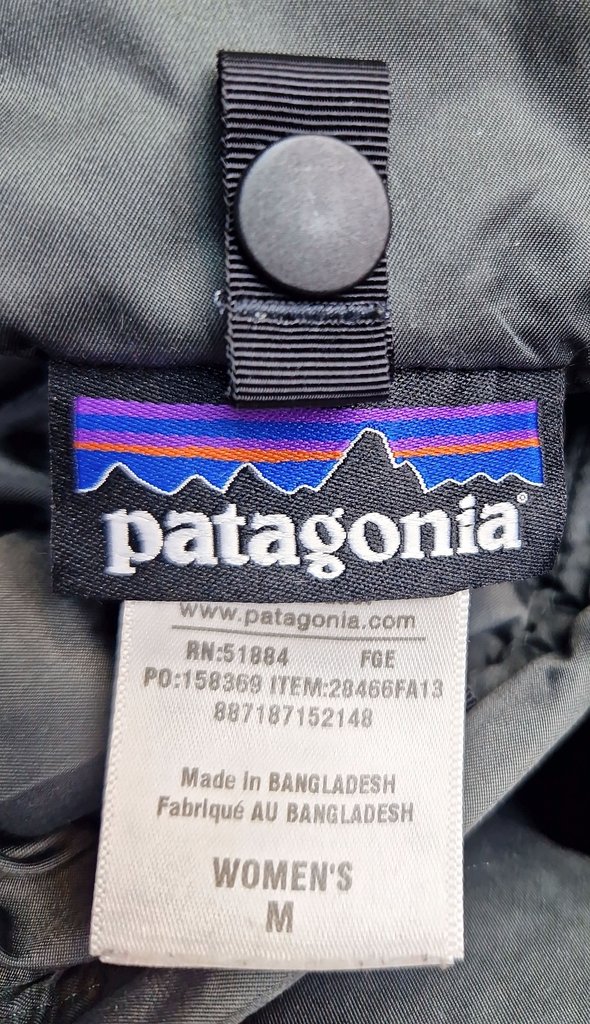 patagonia®
www.patagonia.com
RN:51884 FGE
PO:158369 ITEM:28466FA13
887187152148
Made in BANGLADESH
Fabriqué AU BANGLADESH
WOMEN'S
M